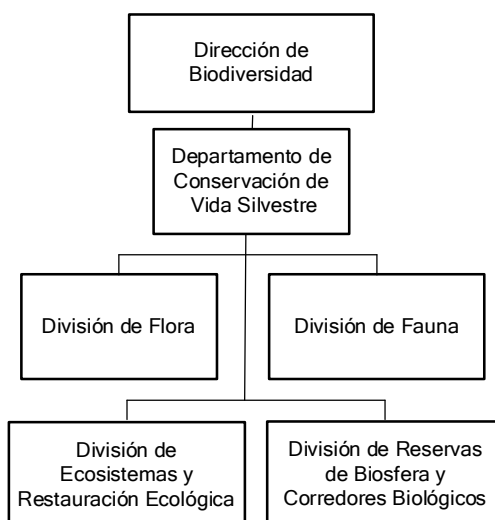 Dirección de
Biodiversidad
Departamento de
Conservación de
Vida Silvestre
División de Flora
División de Fauna
División de
Ecosistemas y
Restauración Ecológica
División de Reservas
de Biosfera y
Corredores Biológicos